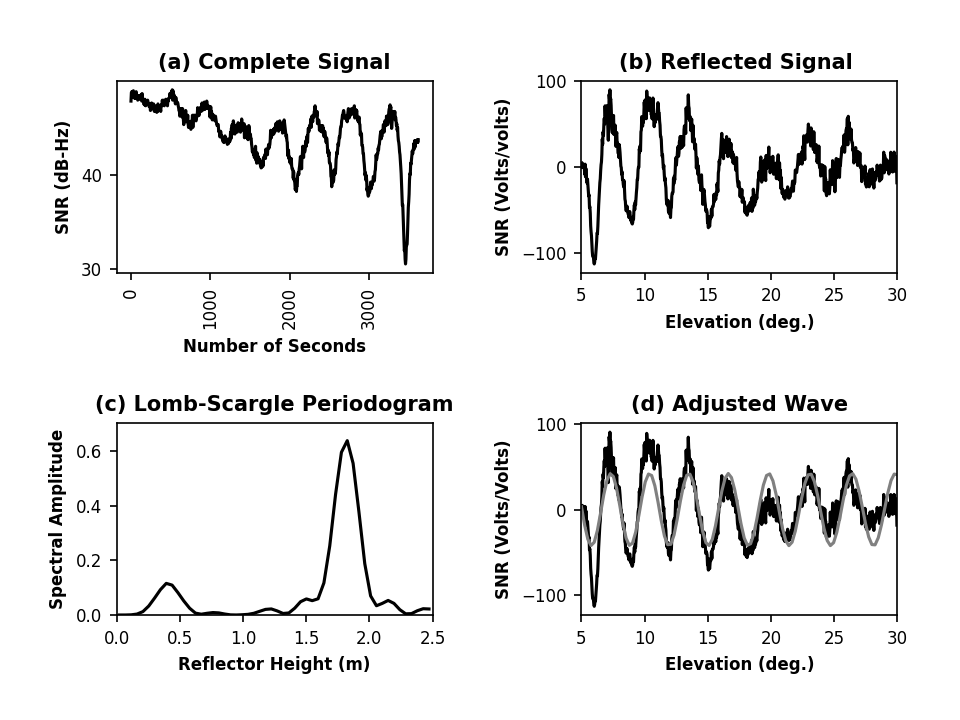 (a) Complete Signal
SNR (dB-Hz)
40
30
0
1000
2000
3000
Number of Seconds
(b) Reflected Signal
SNR (Volts/volts)
100
0
−100
5 10 15 20 25 30
Elevation (deg.)
(c) Lomb-Scargle Periodogram
Spectral Amplitude
0.6
0.4
0.2
0.0
0.0 0.5 1.0 1.5 2.0 2.5
Reflector Height (m)
(d) Adjusted Wave
SNR (Volts/Volts)
100
0
−100
5 10 15 20 25 30
Elevation (deg.)